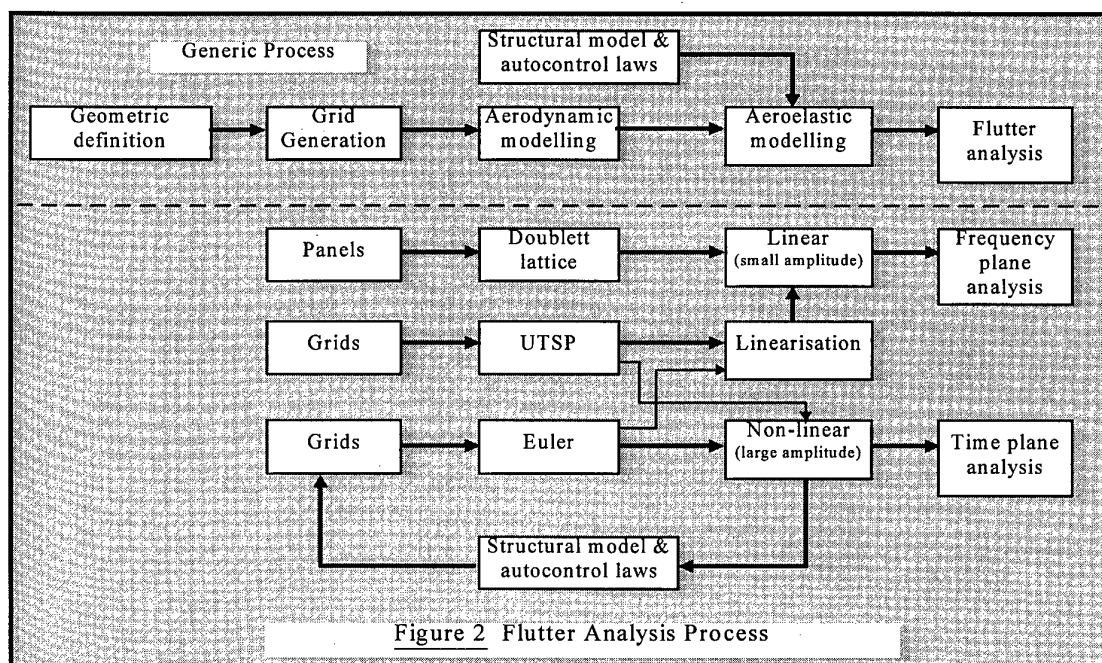 Generic Process
Structural model &
autocontrol laws
Geometric
definition
Grid
Generation
Aerodynamic
modelling
Aeroelastic
modelling
Flutter
analysis
Panels
Doublett
lattice
Linear
(small amplitude)
Frequency
plane
analysis
Grids
UTSP
Linearisation
Grids
Euler
Non-linear
(large amplitude)
Time plane
analysis
Structural model &
autocontrol laws
Figure 2 Flutter Analysis Process